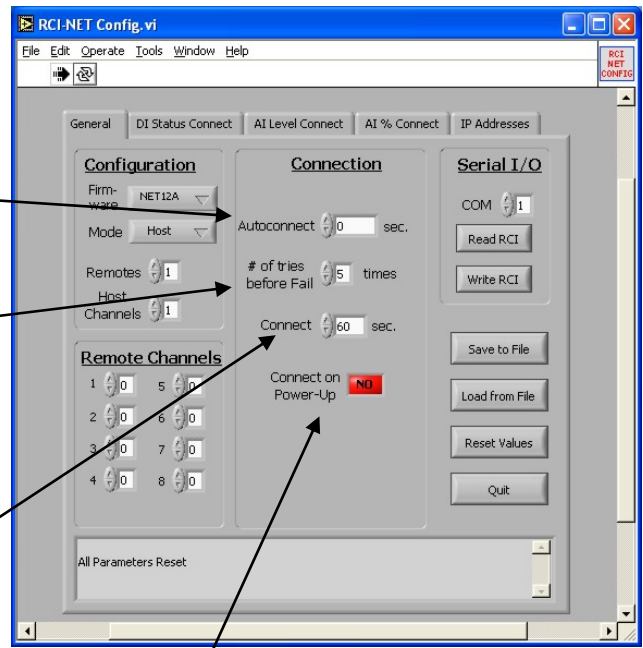 RCI-NET Config.vi
File Edit Operate Tools Window Help
RCI
NET
CONFIG
General DI Status Connect AI Level Connect AI % Connect IP Addresses
Configuration
Firm-
ware NET12A
Mode Host
Remotes 1
Host
Channels 1
Remote Channels
1 0 5 0
2 0 6 0
3 0 7 0
4 0 8 0
Connection
Autoconnect 0 sec.
# of tries
before Fail 5 times
Connect 60 sec.
Connect on
Power-Up NO
Serial I/O
COM 1
Read RCI
Write RCI
Save to File
Load from File
Reset Values
Quit
All Parameters Reset